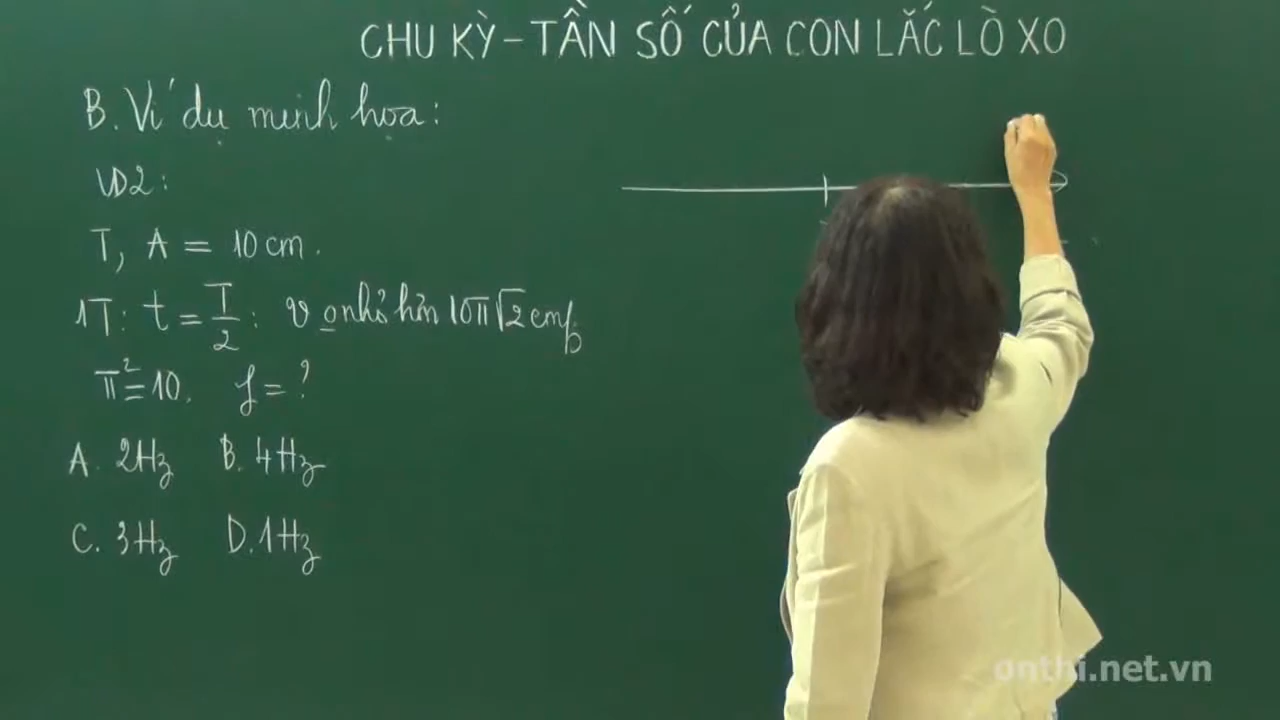 CHU KỲ - TẦN SỐ CỦA CON LẮC LÒ XO
B. Ví dụ minh họa:
VD2:
T, A = 10 cm.
1T: t = T/2 : v o nhỏ hơn 10π√2 cm/s
π² = 10. f = ?
A. 2Hz B. 4Hz
C. 3Hz D. 1Hz
onthi.net.vn